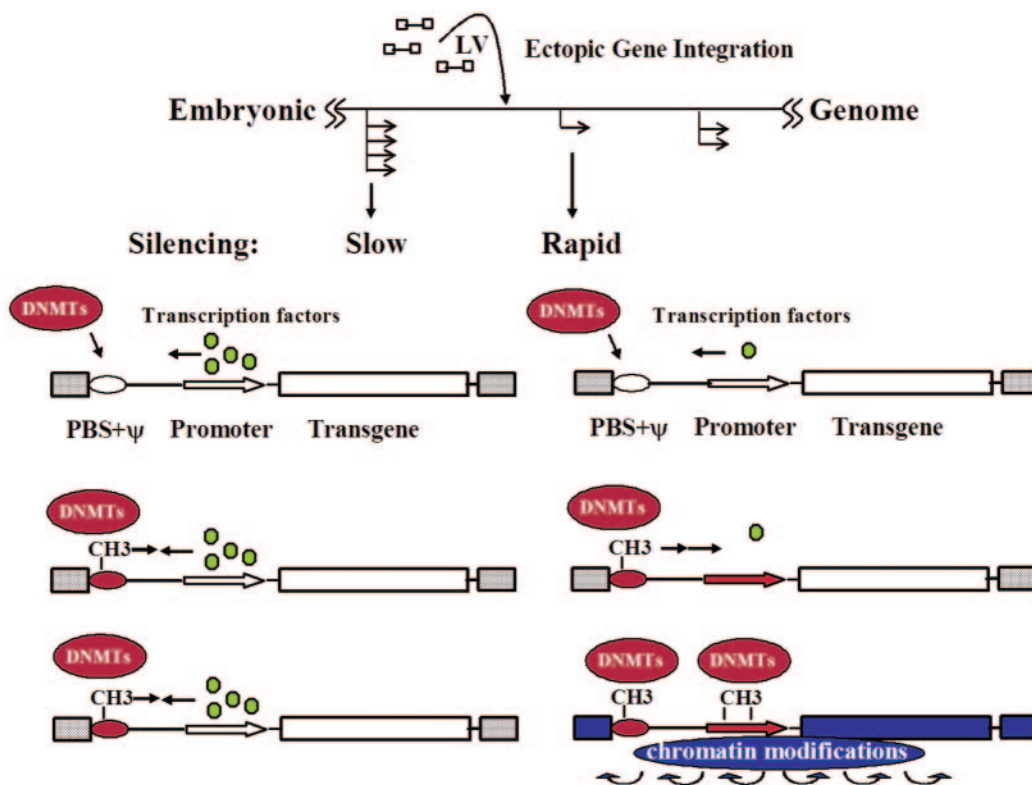 LV Ectopic Gene Integration
Embryonic Genome
Silencing: Slow Rapid
DNMTs Transcription factors
PBS+ψ Promoter Transgene
DNMTs
CH3
DNMTs
CH3
DNMTs Transcription factors
PBS+ψ Promoter Transgene
DNMTs
CH3
DNMTs DNMTs
CH3 CH3
chromatin modifications